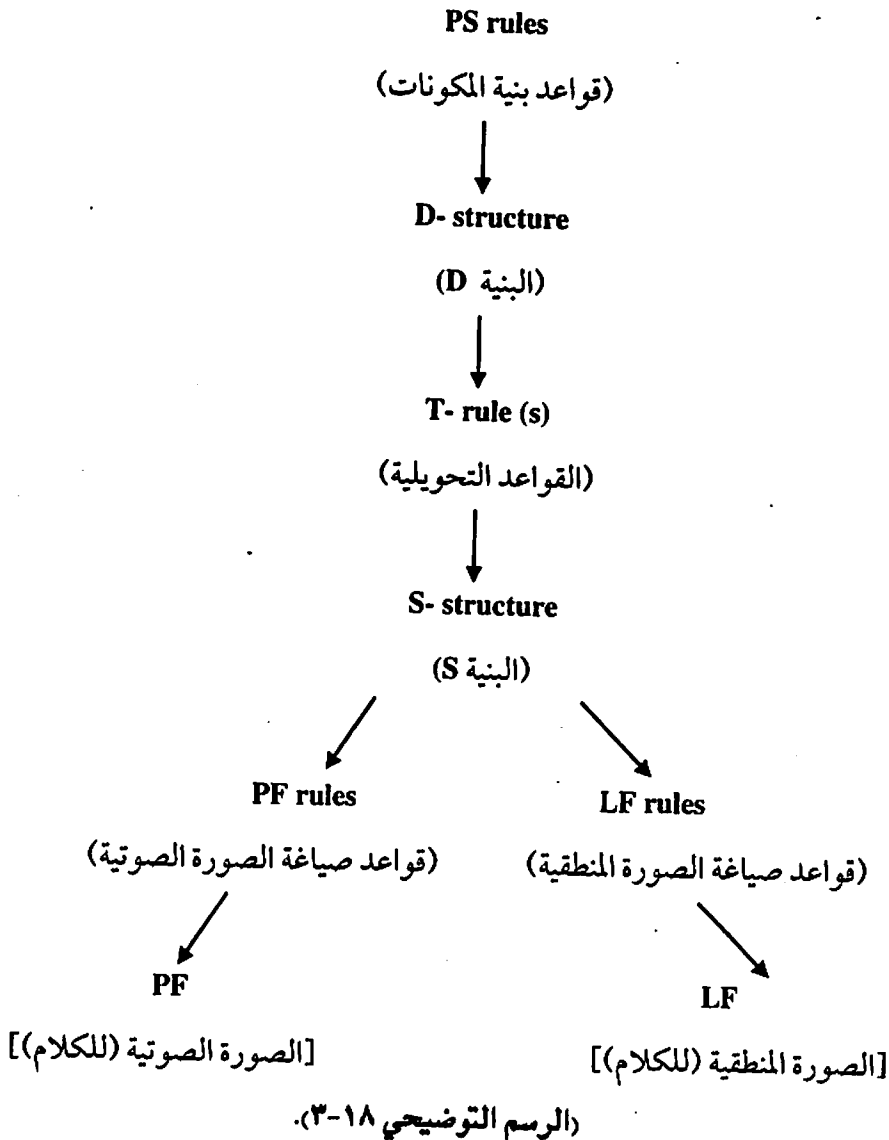 PS rules
(قواعد بنية المكونات)
D- structure
(البنية D)
T- rule (s)
(القواعد التحويلية)
S- structure
(البنية S)
PF rules LF rules
(قواعد صياغة الصورة الصوتية) (قواعد صياغة الصورة المنطقية)
PF LF
[الصورة الصوتية (للكلام)] [الصورة المنطقية (للكلام)]
(الرسم التوضيحي ١٨-٣).